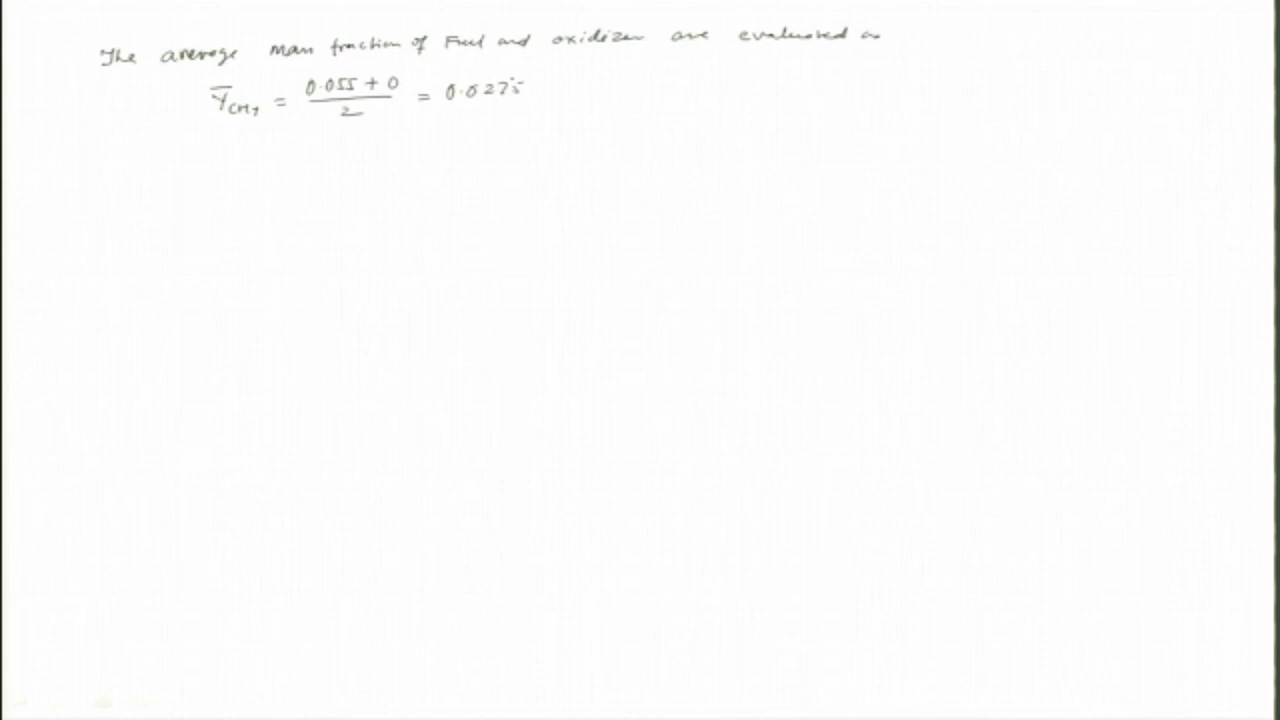 The average mass fraction of Fuel and oxidizer are evaluated as
Ȳ_CH4 = (0.055 + 0)/2 = 0.0275